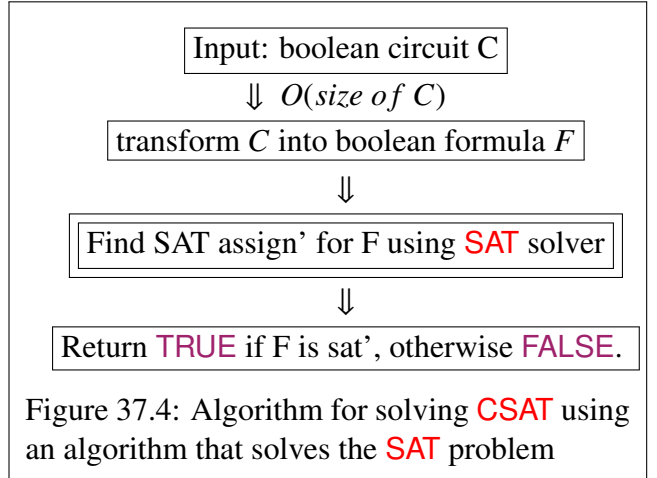 Input: boolean circuit C
⇓ O(size of C)
transform C into boolean formula F
⇓
Find SAT assign’ for F using SAT solver
⇓
Return TRUE if F is sat’, otherwise FALSE.
Figure 37.4: Algorithm for solving CSAT using
an algorithm that solves the SAT problem